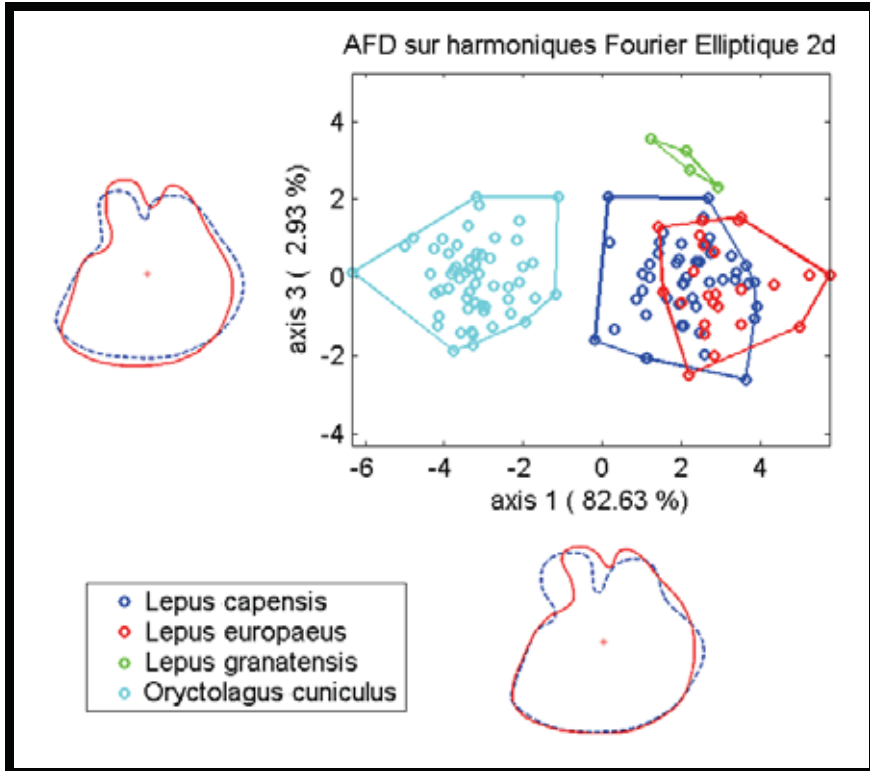 AFD sur harmoniques Fourier Elliptique 2d
axis 3 ( 2.93 %)
4
2
0
-2
-4
-6 -4 -2 0 2 4
axis 1 ( 82.63 %)
Lepus capensis
Lepus europaeus
Lepus granatensis
Oryctolagus cuniculus